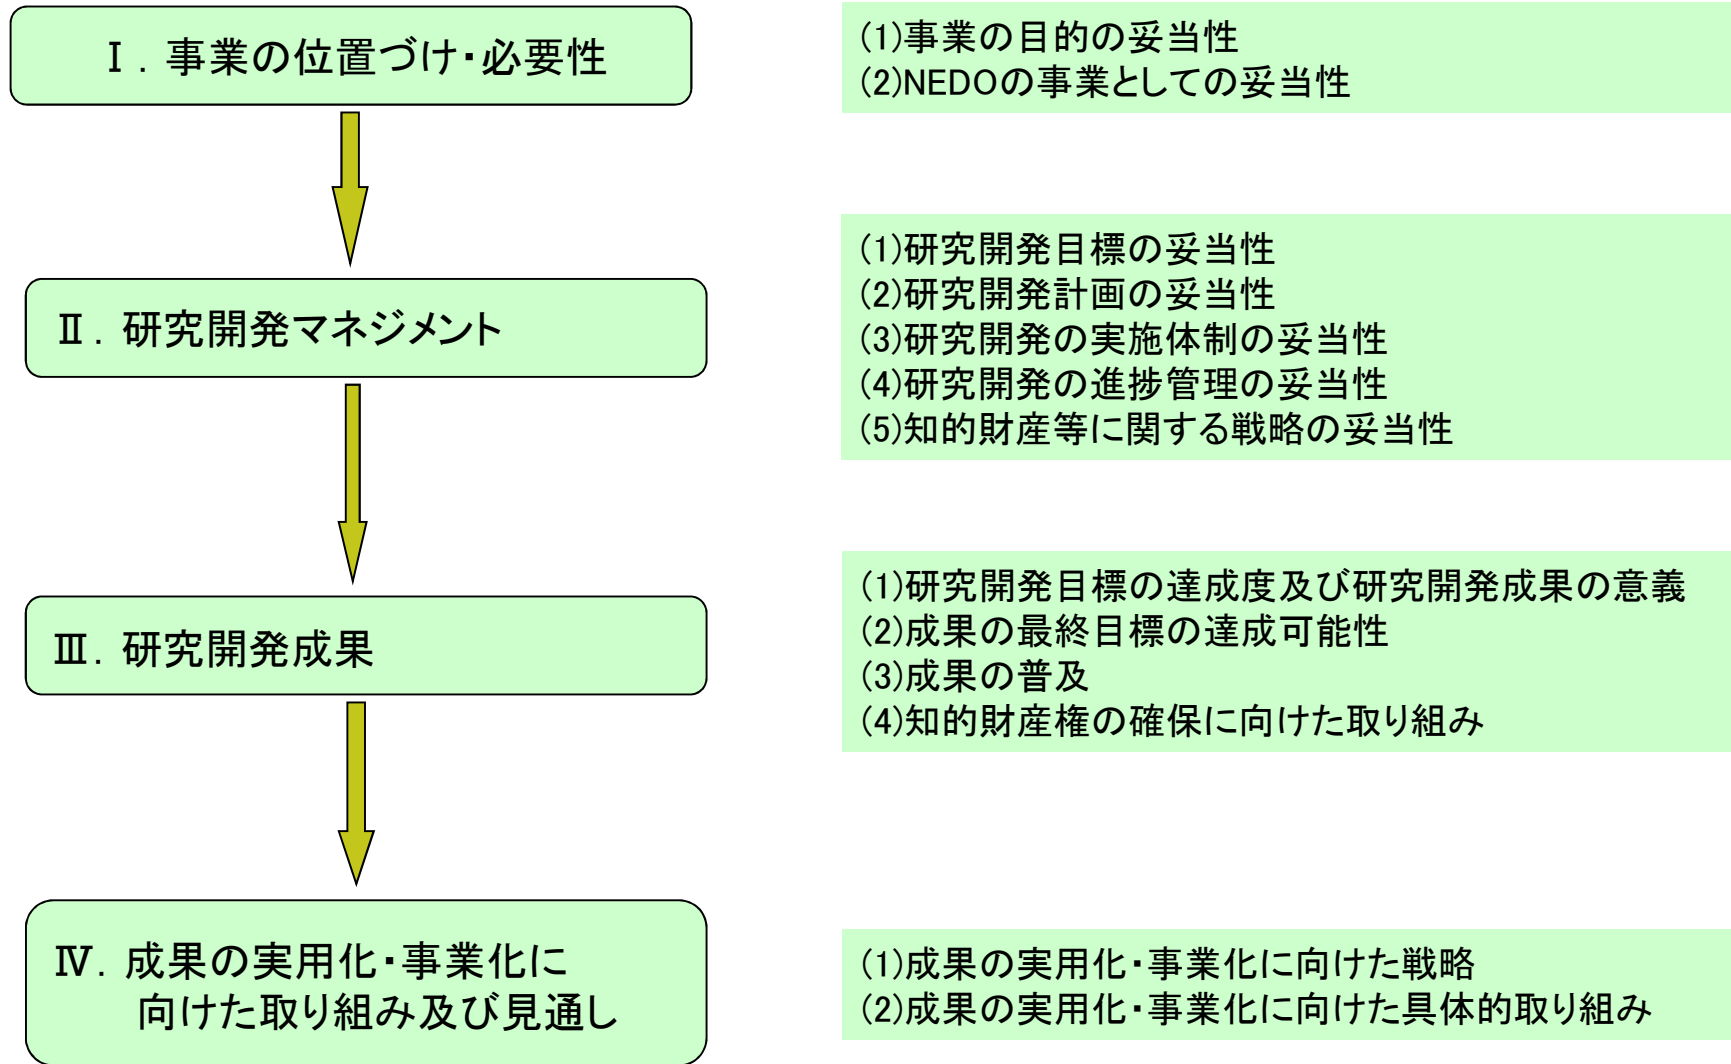 Ⅰ. 事業の位置づけ・必要性
(1)事業の目的の妥当性
(2)NEDOの事業としての妥当性
Ⅱ. 研究開発マネジメント
(1)研究開発目標の妥当性
(2)研究開発計画の妥当性
(3)研究開発の実施体制の妥当性
(4)研究開発の進捗管理の妥当性
(5)知的財産等に関する戦略の妥当性
Ⅲ. 研究開発成果
(1)研究開発目標の達成度及び研究開発成果の意義
(2)成果の最終目標の達成可能性
(3)成果の普及
(4)知的財産権の確保に向けた取り組み
Ⅳ. 成果の実用化・事業化に
向けた取り組み及び見通し
(1)成果の実用化・事業化に向けた戦略
(2)成果の実用化・事業化に向けた具体的取り組み